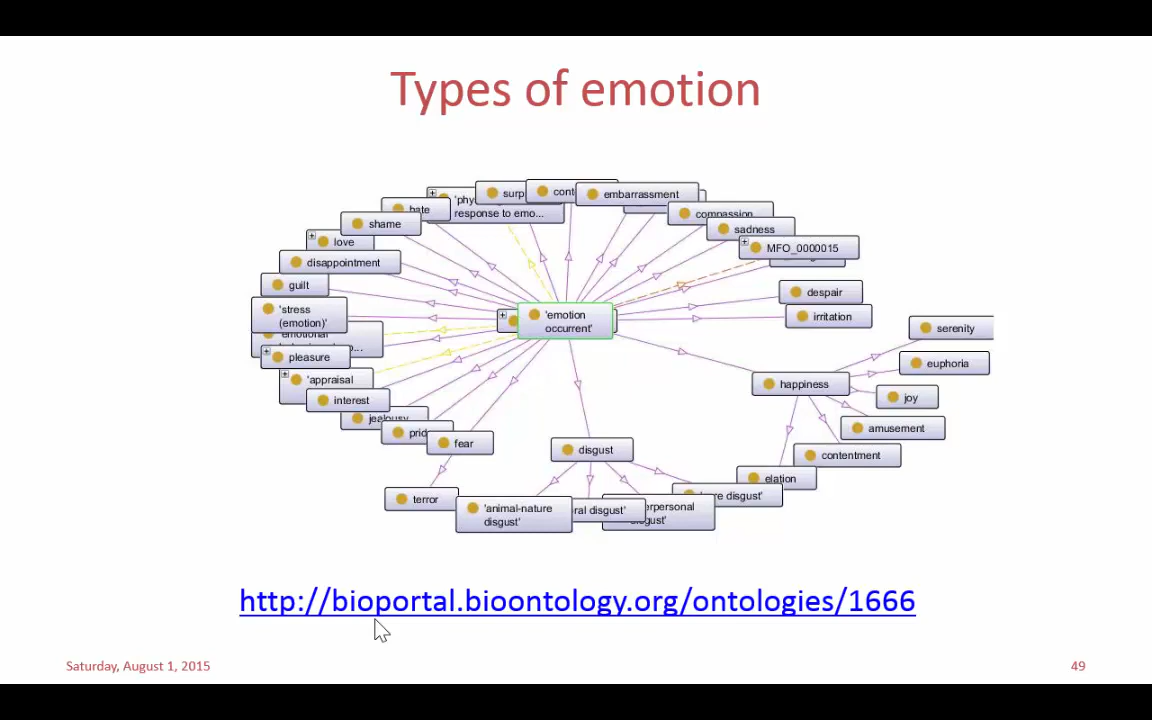 Types of emotion
embarrassment
response to emo...
hate
shame
compassion
sadness
love
MFO_0000015
disappointment
guilt
despair
'stress
(emotion)'
'emotion
occurrent'
irritation
serenity
pleasure
euphoria
'appraisal
happiness
interest
joy
jealousy
amusement
fear
disgust
contentment
elation
terror
'animal-nature
disgust'
disgust'
http://bioportal.bioontology.org/ontologies/1666
Saturday, August 1, 2015
49